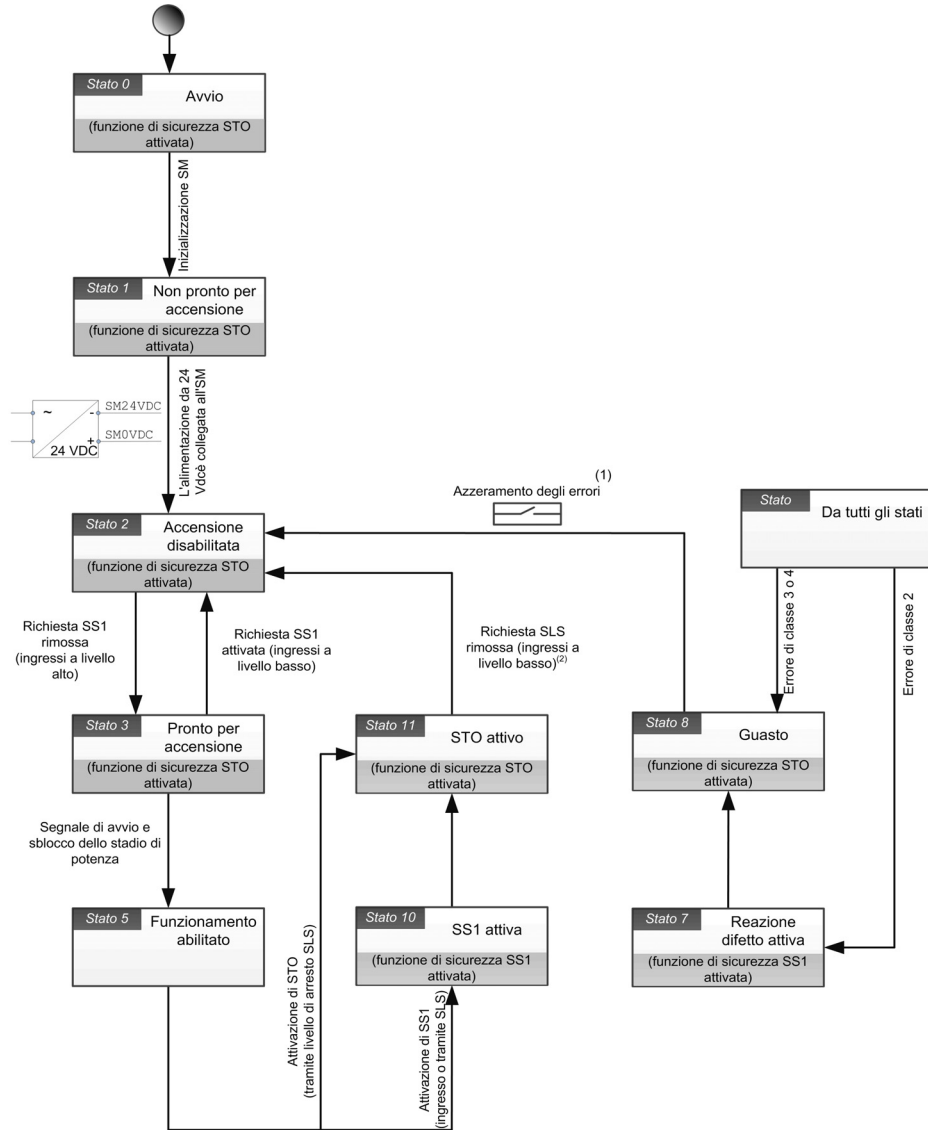 Stato 0
Avvio
(funzione di sicurezza STO
attivata)
Inizializzazione SM
Stato 1
Non pronto per
accensione
(funzione di sicurezza STO
attivata)
L'alimentazione da 24
Vdcè collegata all'SM
~
-
+
24 VDC
SM24VDC
SM0VDC
Stato 2
Accensione
disabilitata
(funzione di sicurezza STO
attivata)
Azzeramento degli errori (1)
Stato
Da tutti gli stati
Errore di classe 3 o 4
Errore di classe 2
Richiesta SS1
rimossa
(ingressi a livello
alto)
Richiesta SS1
attivata (ingressi a
livello basso)
Richiesta SLS
rimossa (ingressi a
livello basso)(2)
Stato 3
Pronto per
accensione
(funzione di sicurezza STO
attivata)
Stato 11
STO attivo
(funzione di sicurezza STO
attivata)
Stato 8
Guasto
(funzione di sicurezza STO
attivata)
Segnale di avvio e
sblocco dello stadio di
potenza
Stato 5
Funzionamento
abilitato
Attivazione di STO
(tramite livello di arresto SLS)
Stato 10
SS1 attiva
(funzione di sicurezza SS1
attivata)
Attivazione di SS1
(ingresso o tramite SLS)
Stato 7
Reazione
difetto attiva
(funzione di sicurezza SS1
attivata)